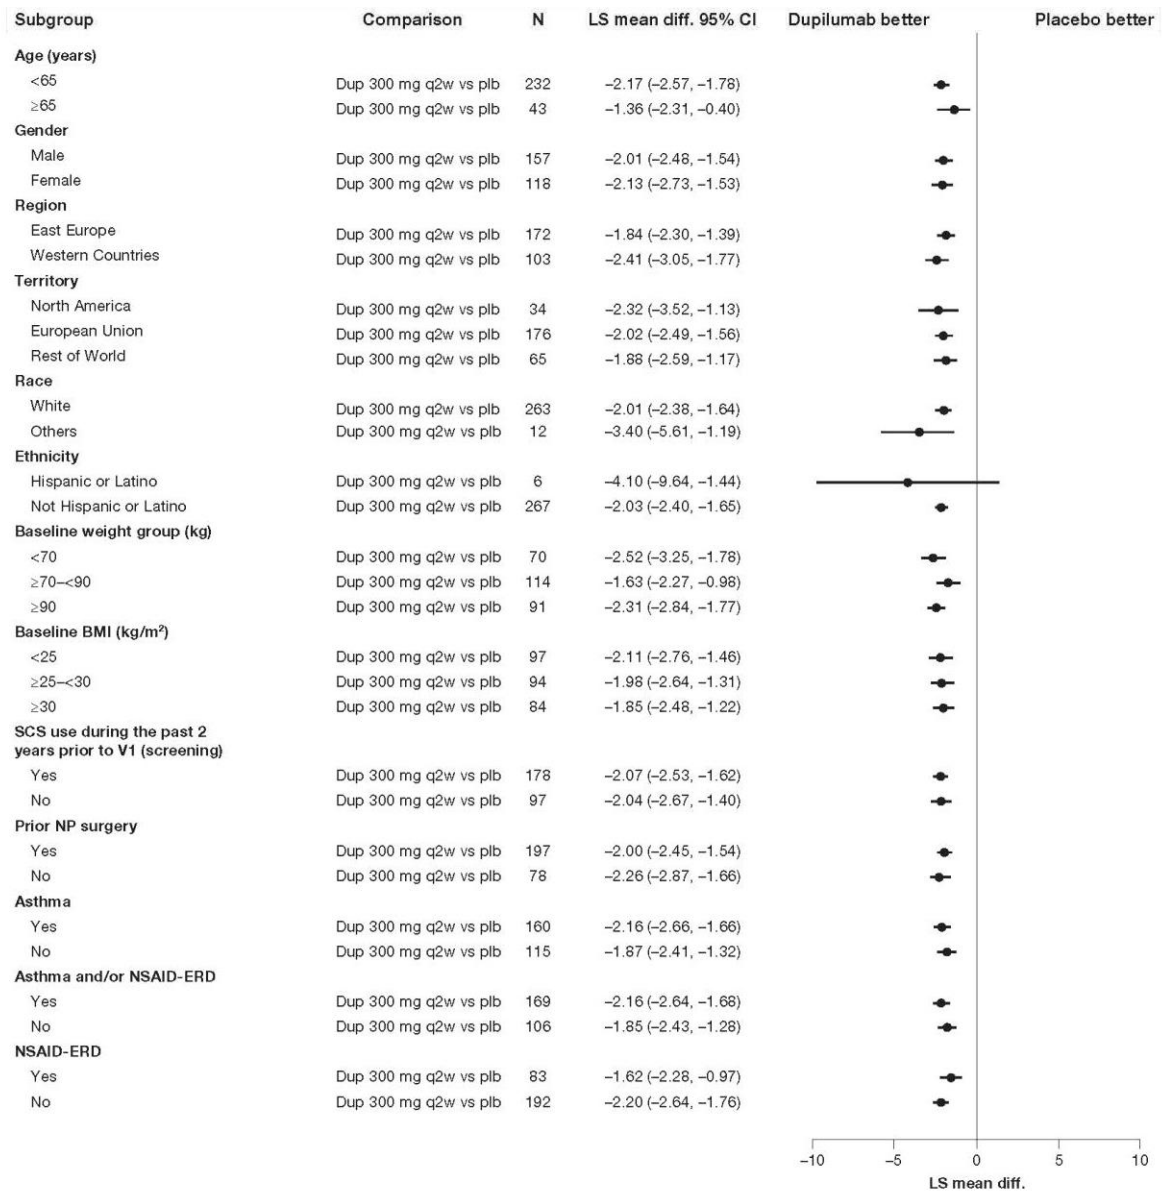 Subgroup Comparison N LS mean diff. 95% CI Dupilumab better Placebo better
Age (years)
<65 Dup 300 mg q2w vs plb 232 –2.17 (–2.57, –1.78)
≥65 Dup 300 mg q2w vs plb 43 –1.36 (–2.31, –0.40)
Gender
Male Dup 300 mg q2w vs plb 157 –2.01 (–2.48, –1.54)
Female Dup 300 mg q2w vs plb 118 –2.13 (–2.73, –1.53)
Region
East Europe Dup 300 mg q2w vs plb 172 –1.84 (–2.30, –1.39)
Western Countries Dup 300 mg q2w vs plb 103 –2.41 (–3.05, –1.77)
Territory
North America Dup 300 mg q2w vs plb 34 –2.32 (–3.52, –1.13)
European Union Dup 300 mg q2w vs plb 176 –2.02 (–2.49, –1.56)
Rest of World Dup 300 mg q2w vs plb 65 –1.88 (–2.59, –1.17)
Race
White Dup 300 mg q2w vs plb 263 –2.01 (–2.38, –1.64)
Others Dup 300 mg q2w vs plb 12 –3.40 (–5.61, –1.19)
Ethnicity
Hispanic or Latino Dup 300 mg q2w vs plb 6 –4.10 (–9.64, –1.44)
Not Hispanic or Latino Dup 300 mg q2w vs plb 267 –2.03 (–2.40, –1.65)
Baseline weight group (kg)
<70 Dup 300 mg q2w vs plb 70 –2.52 (–3.25, –1.78)
≥70–<90 Dup 300 mg q2w vs plb 114 –1.63 (–2.27, –0.98)
≥90 Dup 300 mg q2w vs plb 91 –2.31 (–2.84, –1.77)
Baseline BMI (kg/m²)
<25 Dup 300 mg q2w vs plb 97 –2.11 (–2.76, –1.46)
≥25–<30 Dup 300 mg q2w vs plb 94 –1.98 (–2.64, –1.31)
≥30 Dup 300 mg q2w vs plb 84 –1.85 (–2.48, –1.22)
SCS use during the past 2
years prior to V1 (screening)
Yes Dup 300 mg q2w vs plb 178 –2.07 (–2.53, –1.62)
No Dup 300 mg q2w vs plb 97 –2.04 (–2.67, –1.40)
Prior NP surgery
Yes Dup 300 mg q2w vs plb 197 –2.00 (–2.45, –1.54)
No Dup 300 mg q2w vs plb 78 –2.26 (–2.87, –1.66)
Asthma
Yes Dup 300 mg q2w vs plb 160 –2.16 (–2.66, –1.66)
No Dup 300 mg q2w vs plb 115 –1.87 (–2.41, –1.32)
Asthma and/or NSAID-ERD
Yes Dup 300 mg q2w vs plb 169 –2.16 (–2.64, –1.68)
No Dup 300 mg q2w vs plb 106 –1.85 (–2.43, –1.28)
NSAID-ERD
Yes Dup 300 mg q2w vs plb 83 –1.62 (–2.28, –0.97)
No Dup 300 mg q2w vs plb 192 –2.20 (–2.64, –1.76)
–10 –5 0 5 10
LS mean diff.